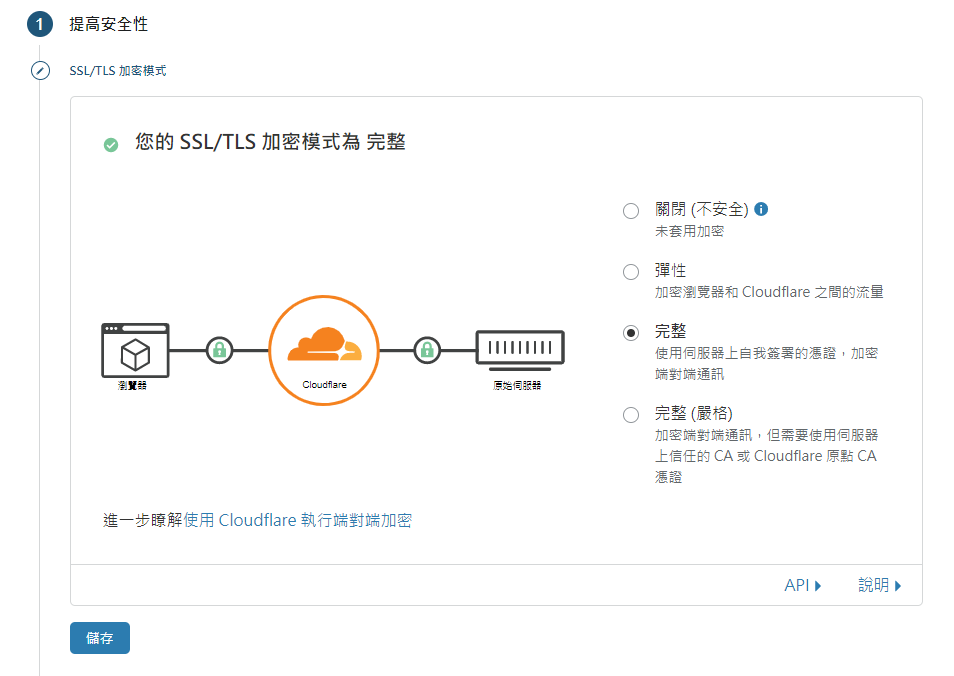 1 提高安全性
SSL/TLS 加密模式
您的 SSL/TLS 加密模式為 完整
關閉 (不安全)
未套用加密
彈性
加密瀏覽器和 Cloudflare 之間的流量
完整
使用伺服器上自我簽署的憑證，加密
端對端通訊
完整 (嚴格)
加密端對端通訊，但需要使用伺服器
上信任的 CA 或 Cloudflare 原點 CA
憑證
瀏覽器
Cloudflare
原始伺服器
進一步瞭解使用 Cloudflare 執行端對端加密
API
說明
儲存